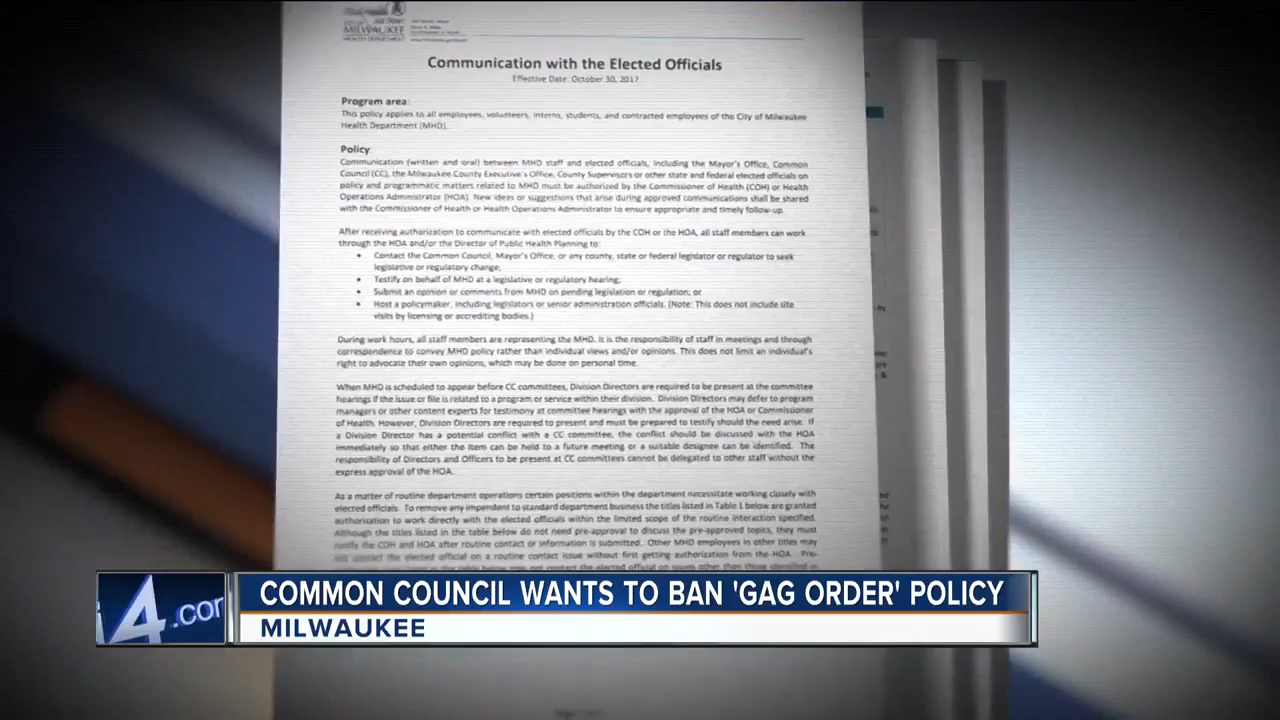 MILWAUKEE
HEALTH DEPARTMENT
Communication with the Elected Officials
Effective Date: October 30, 2017
Program area:
This policy applies to all employees, volunteers, interns, students, and contracted employees of the City of Milwaukee
Health Department (MHD).
Policy:
Communication (written and oral) between MHD staff and elected officials, including the Mayor's Office, Common
Council (CC), the Milwaukee County Executive's Office, County Supervisors or other state and federal elected officials on
policy and programmatic matters related to MHD must be authorized by the Commissioner of Health (COH) or Health
Operations Administrator (HOA). New ideas or suggestions that arise during approved communications shall be shared
with the Commissioner of Health or Health Operations Administrator to ensure appropriate and timely follow-up.
After receiving authorization to communicate with elected officials by the COH or the HOA, all staff members can work
through the HOA and/or the Director of Public Health Planning to:
• Contact the Common Council, Mayor's Office, or any county, state or federal legislator or regulator to seek
legislative or regulatory change;
• Testify on behalf of MHD at a legislative or regulatory hearing;
• Submit an opinion or comments from MHD on pending legislation or regulation; or
• Host a policymaker, including legislators or senior administration officials. (Note: This does not include site
visits by licensing or accrediting bodies.)
During work hours, all staff members are representing the MHD. It is the responsibility of staff in meetings and through
correspondence to convey MHD policy rather than individual views and/or opinions. This does not limit an individual's
right to advocate their own opinions, which may be done on personal time.
When MHD is scheduled to appear before CC committees, Division Directors are required to be present at the committee
hearings if the issue or file is related to a program or service within their division. Division Directors may defer to program
managers or other content experts for testimony at committee hearings with the approval of the HOA or Commissioner
of Health. However, Division Directors are required to present and must be prepared to testify should the need arise. If
a Division Director has a potential conflict with a CC committee, the conflict should be discussed with the HOA
immediately so that either the item can be held to a future meeting or a suitable designee can be identified. The
responsibility of Directors and Officers to be present at CC committees cannot be delegated to other staff without the
express approval of the HOA.
As a matter of routine department operations certain positions within the department necessitate working closely with
elected officials. To remove any impendent to standard department business the titles listed in Table 1 below are granted
authorization to work directly with the elected officials within the limited scope of the routine interaction specified.
Although the titles listed in the table below do not need pre-approval to discuss the pre-approved topics, they must
notify the COH and HOA after routine contact or information is submitted. Other MHD employees in other titles may
not contact the elected official on a routine contact issue without first getting authorization from the HOA. Pre-
4.cor
COMMON COUNCIL WANTS TO BAN 'GAG ORDER' POLICY
MILWAUKEE